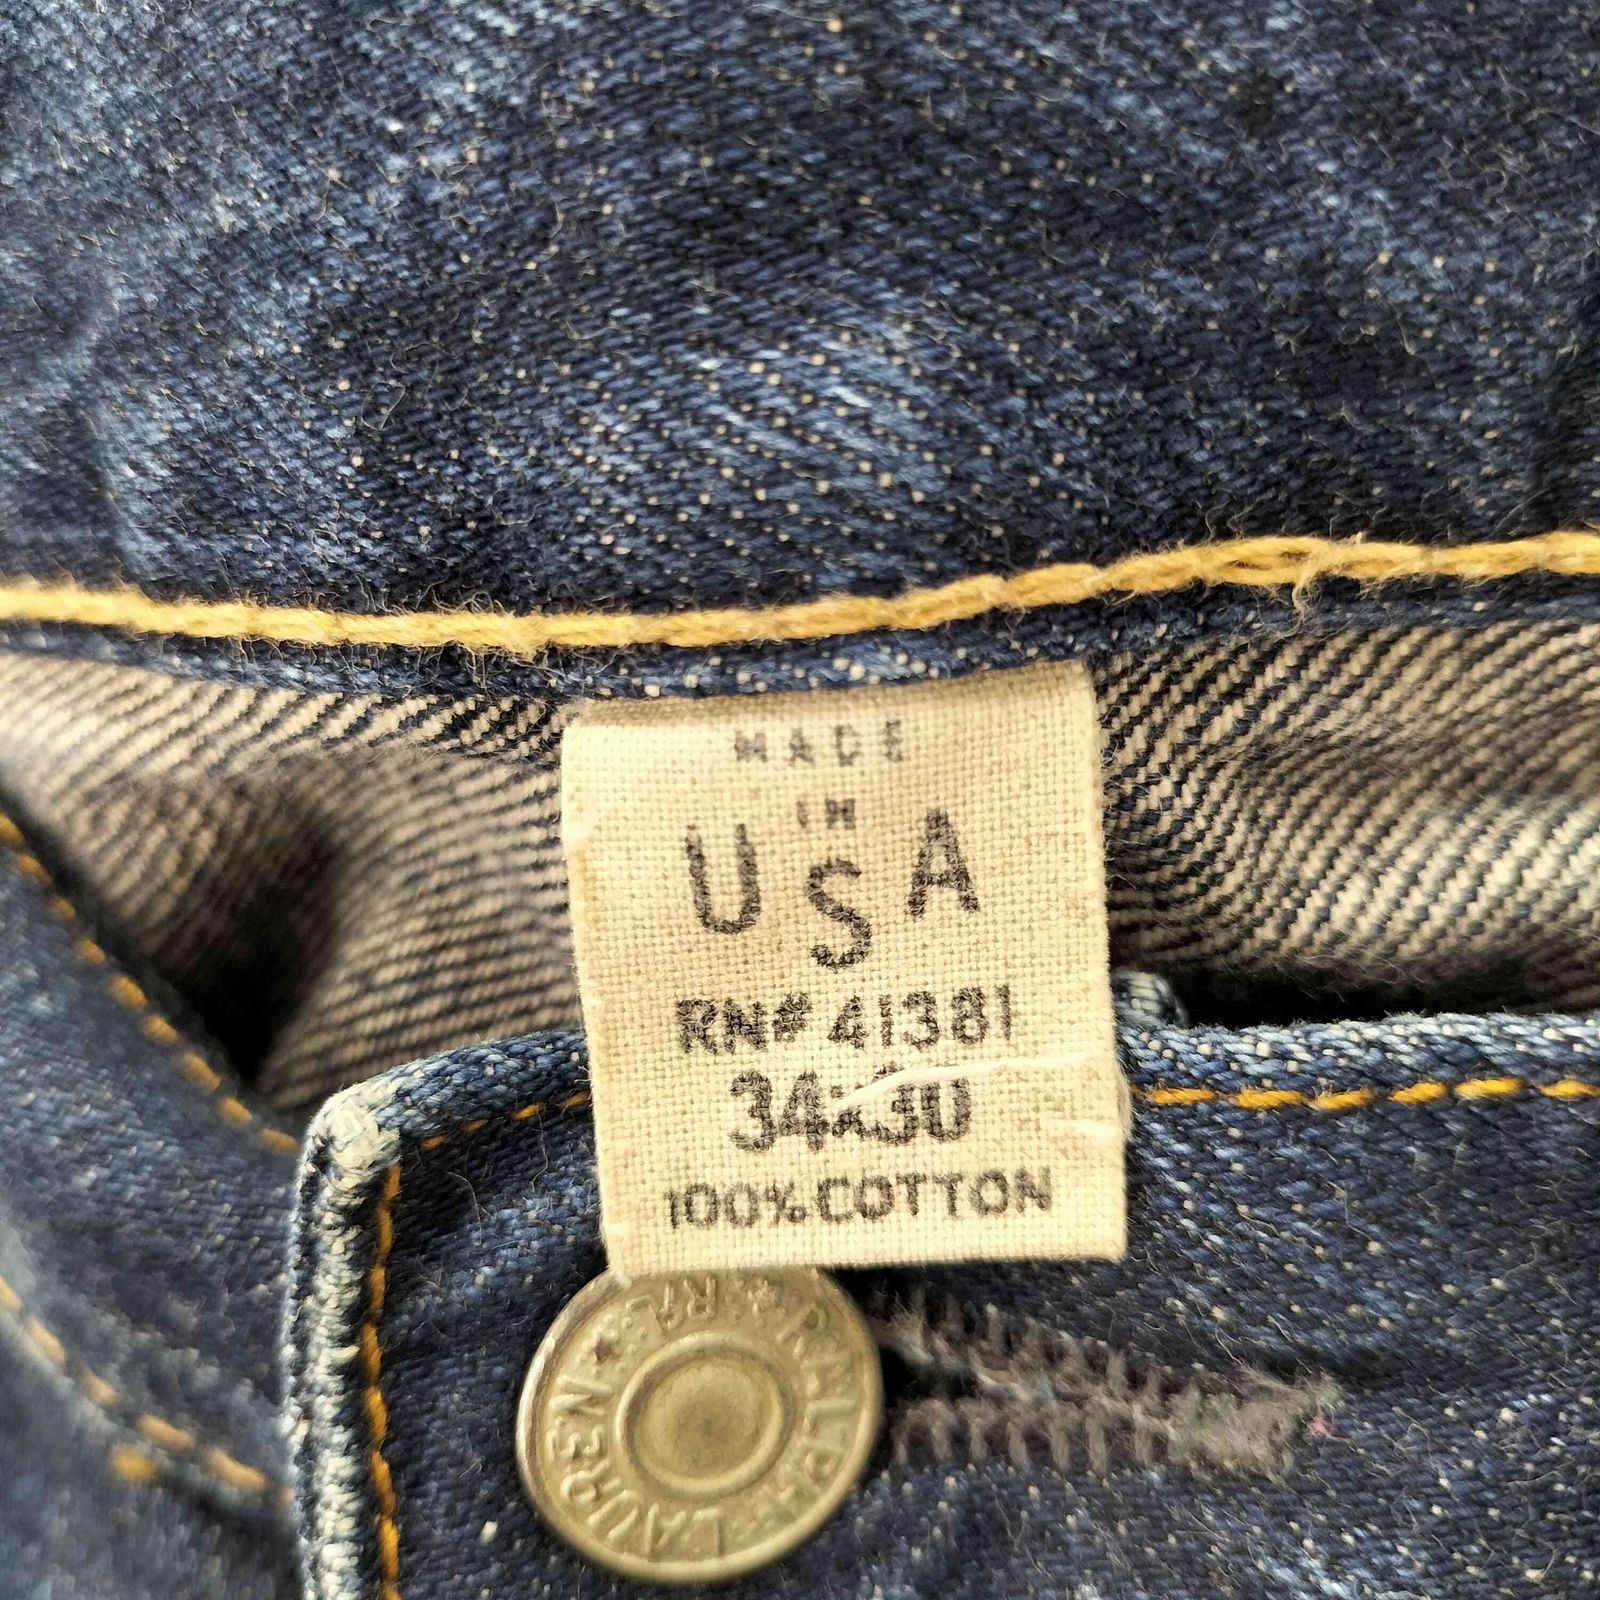 MADE
IN
USA
RN# 41381
34x30
100% COTTON
RALPH LAUREN